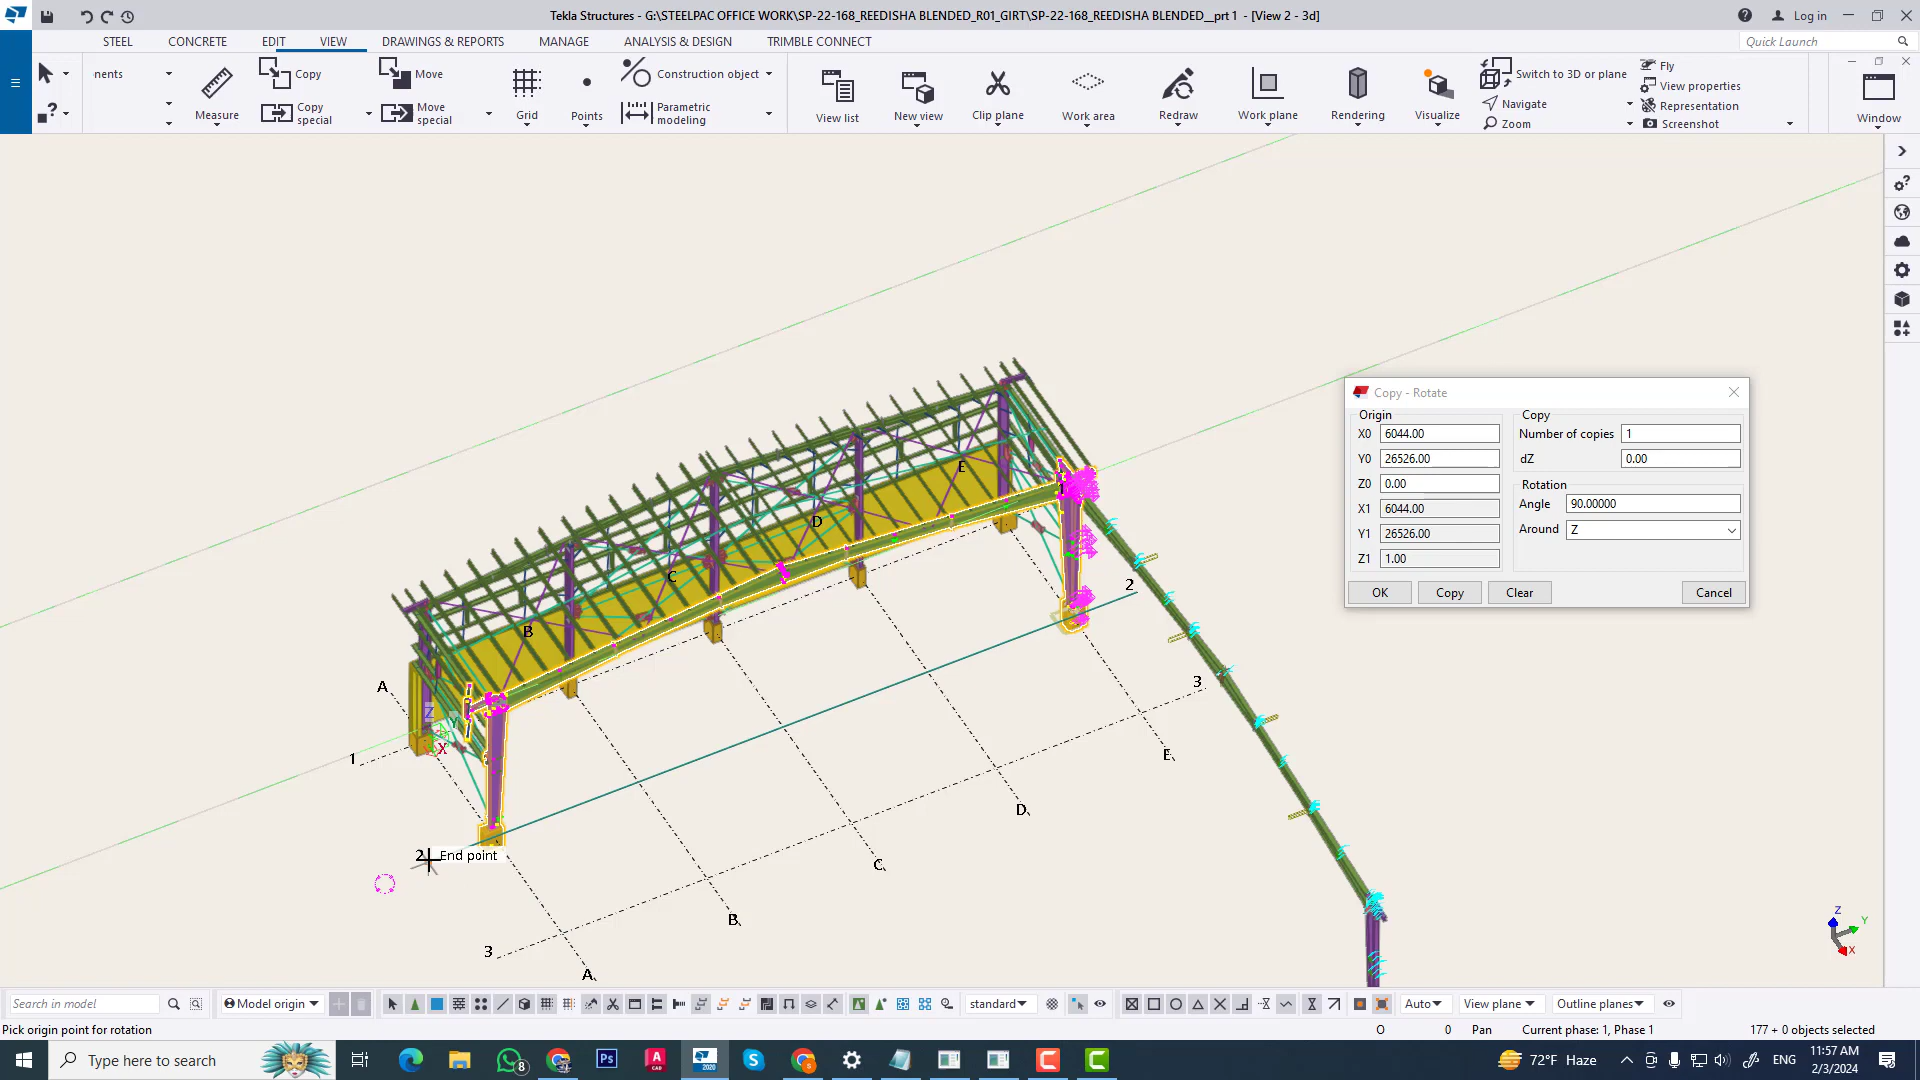 Tekla Structures - G:\STEELPAC OFFICE WORK\SP-22-168_REEDISHA BLENDED_R01_GIRT\SP-22-168_REEDISHA BLENDED__prt 1 - [View 2 - 3d]
Log in
STEEL CONCRETE EDIT VIEW DRAWINGS & REPORTS MANAGE ANALYSIS & DESIGN TRIMBLE CONNECT
Quick Launch
nents
Copy
Copy special
Move
Move special
Measure
Grid
Points
Construction object
Parametric modeling
View list
New view
Clip plane
Work area
Redraw
Work plane
Rendering
Visualize
Switch to 3D or plane
Navigate
Zoom
Fly
View properties
Representation
Screenshot
Window
Copy - Rotate
Origin
X0 6044.00
Y0 26526.00
Z0 0.00
X1 6044.00
Y1 26526.00
Z1 1.00
Copy
Number of copies 1
dZ 0.00
Rotation
Angle 90.00000
Around Z
OK Copy Clear Cancel
E
D
C
B
A
1
2
3
Z
Y
X
1
2
End point
3
A
B
C
D
E
Z
Y
X
Search in model
Model origin
standard
Auto
View plane
Outline planes
Pick origin point for rotation
O 0 Pan Current phase: 1, Phase 1 177 + 0 objects selected
Type here to search
8
Ps
A
CAD
2020
72°F Haze
ENG
11:57 AM
2/3/2024